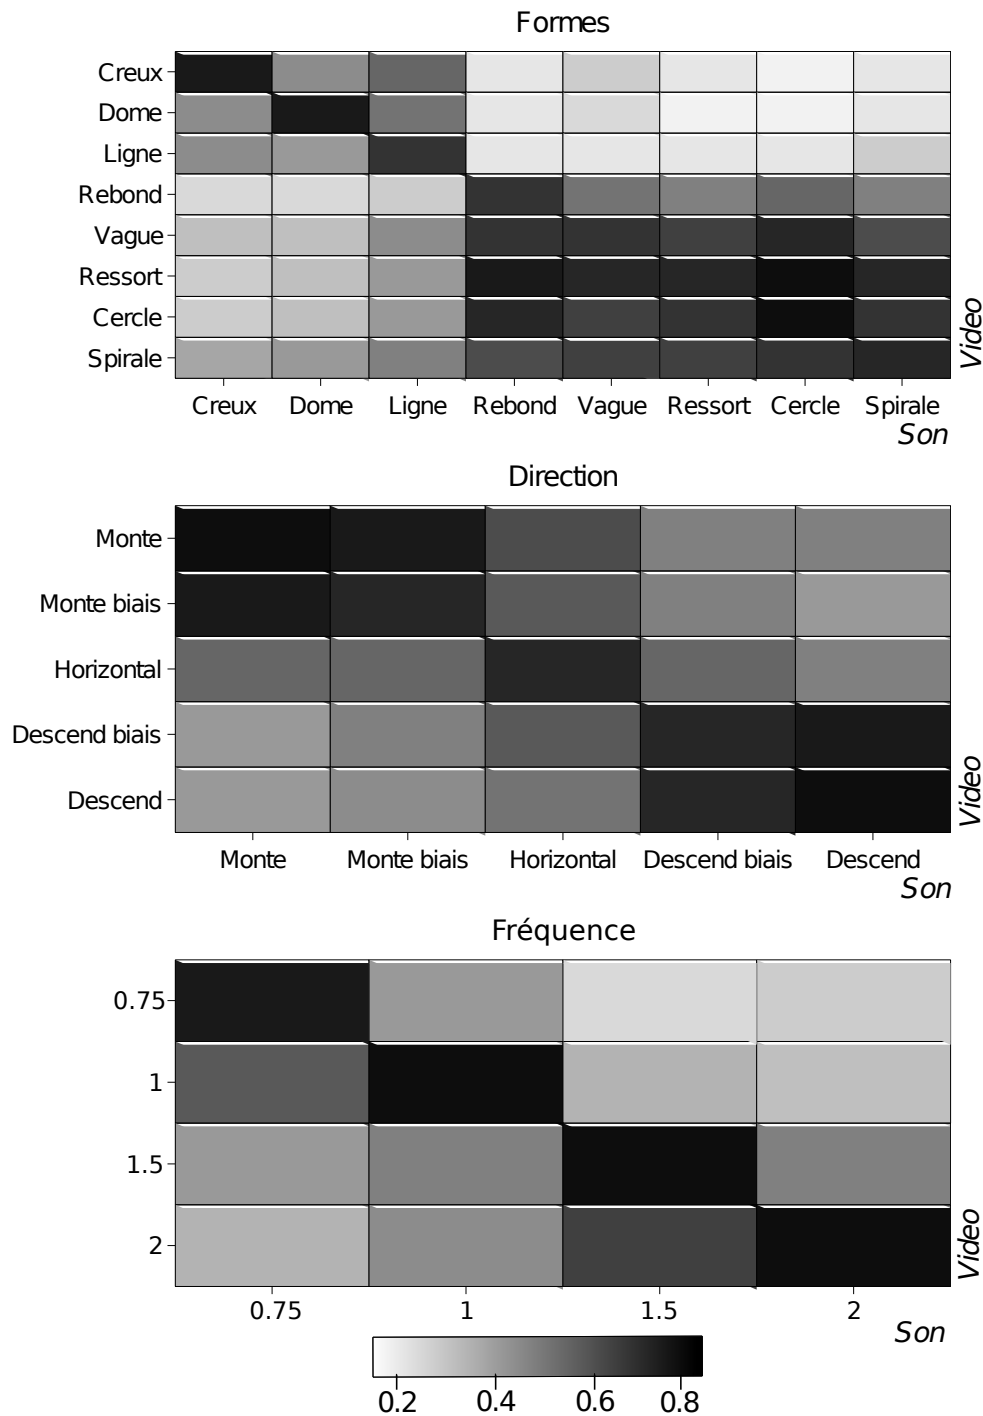 Formes
Creux
Dome
Ligne
Rebond
Vague
Ressort
Cercle
Spirale
Video
Creux Dome Ligne Rebond Vague Ressort Cercle Spirale
Son
Direction
Monte
Monte biais
Horizontal
Descend biais
Descend
Video
Monte Monte biais Horizontal Descend biais Descend
Son
Fréquence
0.75
1
1.5
2
Video
0.75 1 1.5 2
Son
0.2 0.4 0.6 0.8